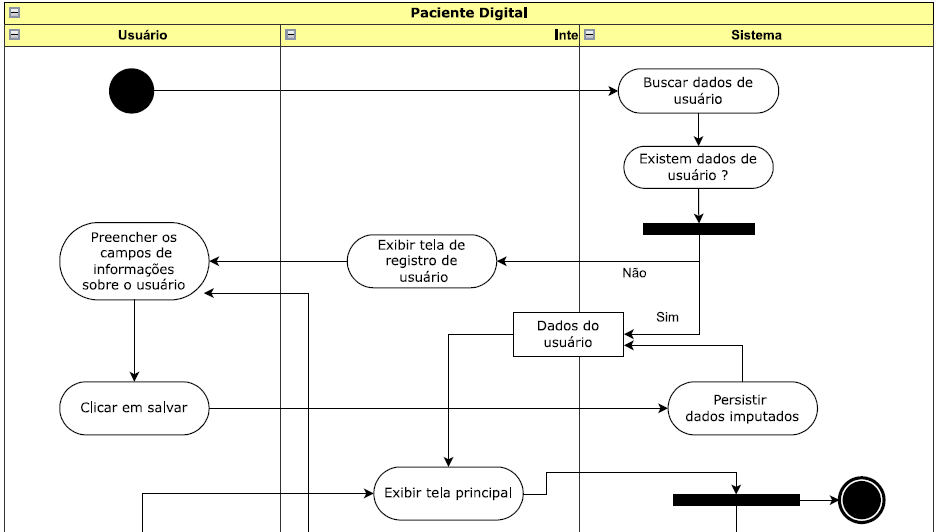 Paciente Digital
Usuário
Inte
Sistema
Buscar dados de
usuário
Existem dados de
usuário ?
Preencher os
campos de
informações
sobre o usuário
Exibir tela de
registro de
usuário
Não
Sim
Dados do
usuário
Clicar em salvar
Persistir
dados imputados
Exibir tela principal